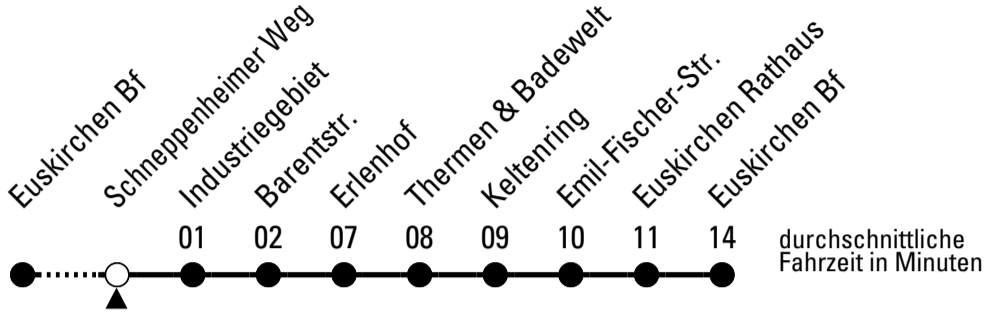 Euskirchen Bf
Schneppenheimer Weg
Industriegebiet
Barentstr.
Erlenhof
Thermen & Badewelt
Keltenring
Emil-Fischer-Str.
Euskirchen Rathaus
Euskirchen Bf
01 02 07 08 09 10 11 14
durchschnittliche
Fahrzeit in Minuten